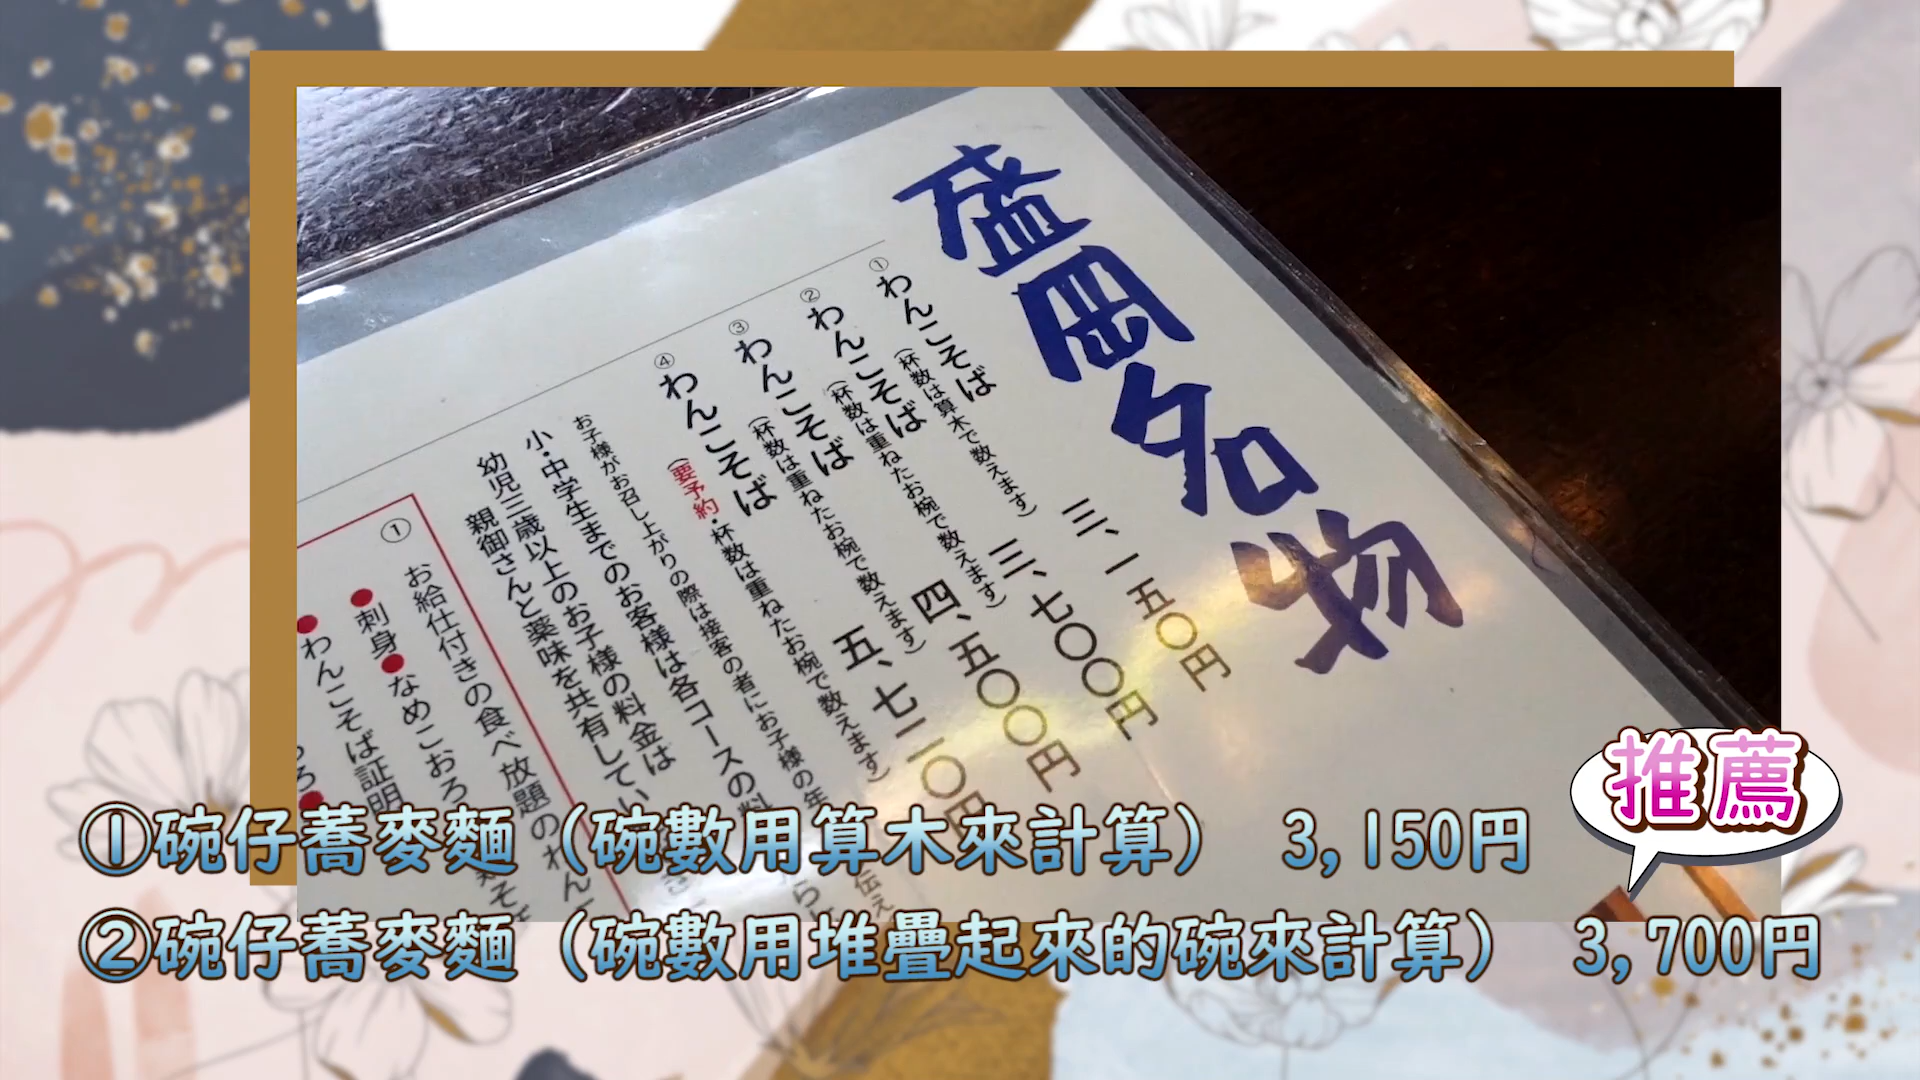 盛岡名物
①わんこそば
(杯数は算木で数えます)
三、一五〇円
②わんこそば
(杯数は重ねたお椀で数えます)
三、七〇〇円
③わんこそば
(杯数は重ねたお椀で数えます)
四、五〇〇円
④わんこそば
(要予約・杯数は重ねたお椀で数えます)
五、七二〇円
お子様がお召し上がりの際は接客の者にお子様の年
小・中学生までのお客様は各コースの料
幼児三歳以上のお子様の料金は
親御さんと薬味を共有してい
①
お給仕付きの食べ放題のわん
●刺身●なめこおろ
●わんこそば証明
推薦
①碗仔蕎麥麵（碗數用算木來計算） 3,150円
②碗仔蕎麥麵（碗數用堆疊起來的碗來計算） 3,700円